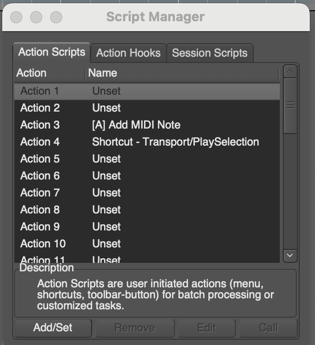 Script Manager
Action Scripts Action Hooks Session Scripts
Action Name
Action 1 Unset
Action 2 Unset
Action 3 [A] Add MIDI Note
Action 4 Shortcut - Transport/PlaySelection
Action 5 Unset
Action 6 Unset
Action 7 Unset
Action 8 Unset
Action 9 Unset
Action 10 Unset
Action 11 Unset
Description
Action Scripts are user initiated actions (menu,
shortcuts, toolbar-button) for batch processing or
customized tasks.
Add/Set Remove Edit Call